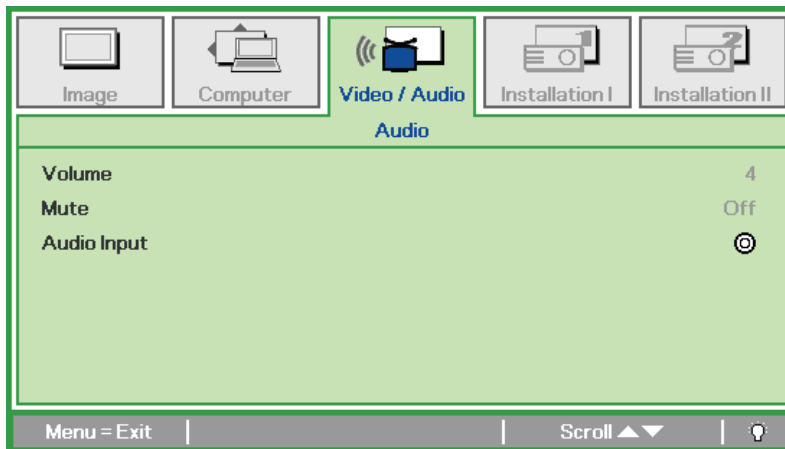 Image
Computer
Video / Audio
Installation I
Installation II
Audio
Volume 4
Mute Off
Audio Input
Menu = Exit Scroll ▲▼